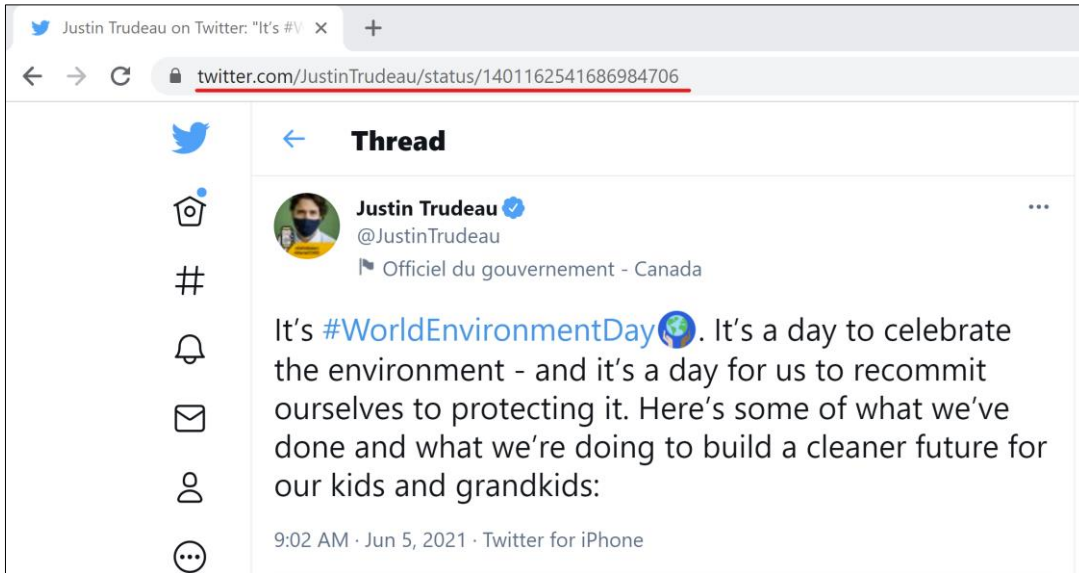 Justin Trudeau on Twitter: "It's #W
twitter.com/JustinTrudeau/status/1401162541686984706
Thread
Justin Trudeau
@JustinTrudeau
Officiel du gouvernement - Canada
It's #WorldEnvironmentDay. It's a day to celebrate
the environment - and it's a day for us to recommit
ourselves to protecting it. Here's some of what we've
done and what we're doing to build a cleaner future for
our kids and grandkids:
9:02 AM · Jun 5, 2021 · Twitter for iPhone